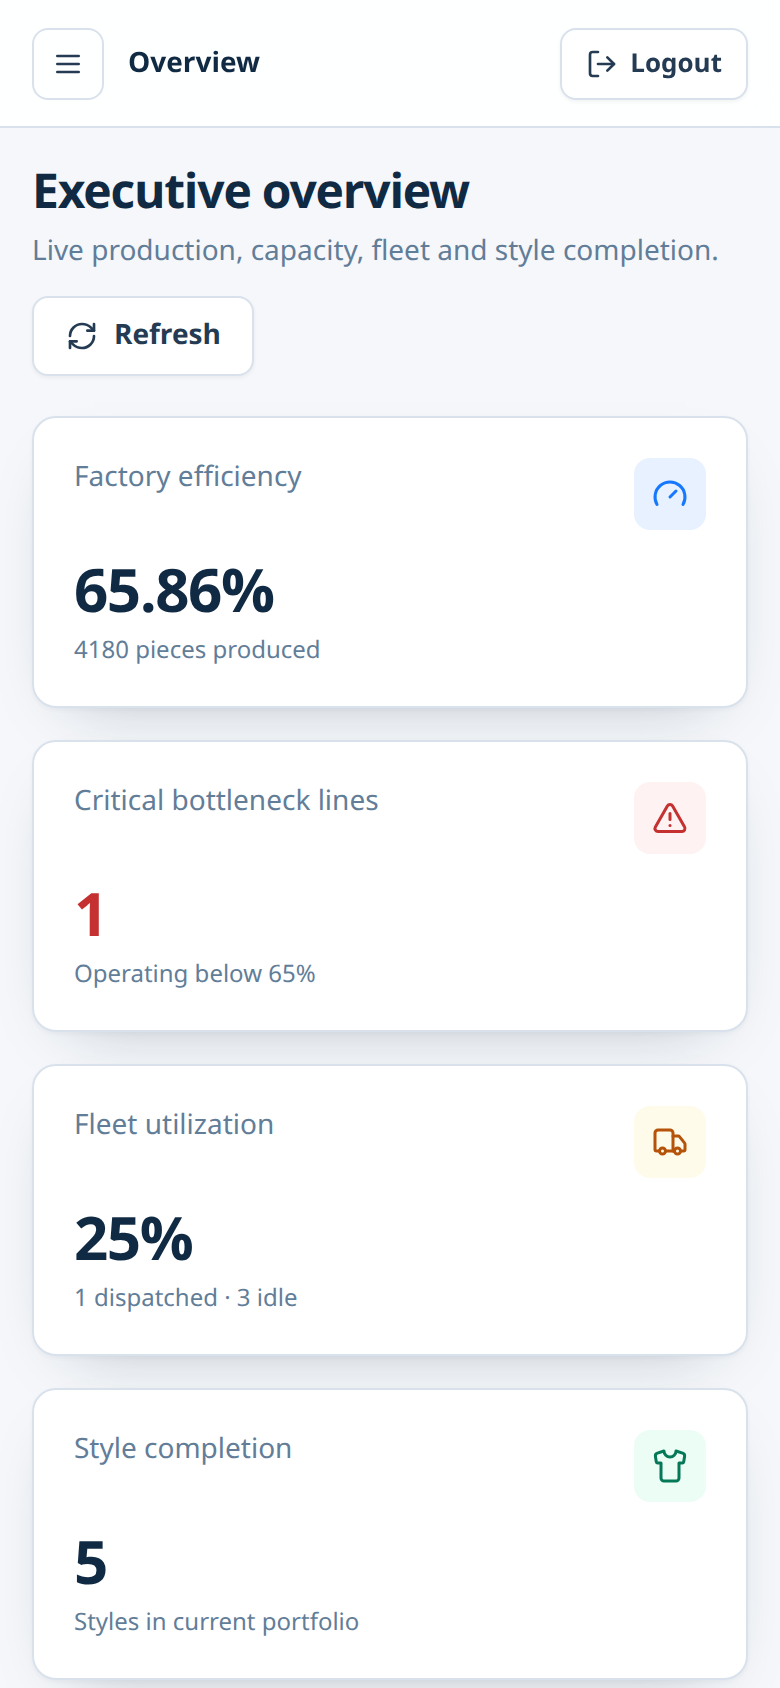 Overview
Logout
Executive overview
Live production, capacity, fleet and style completion.
Refresh
Factory efficiency
65.86%
4180 pieces produced
Critical bottleneck lines
1
Operating below 65%
Fleet utilization
25%
1 dispatched · 3 idle
Style completion
5
Styles in current portfolio